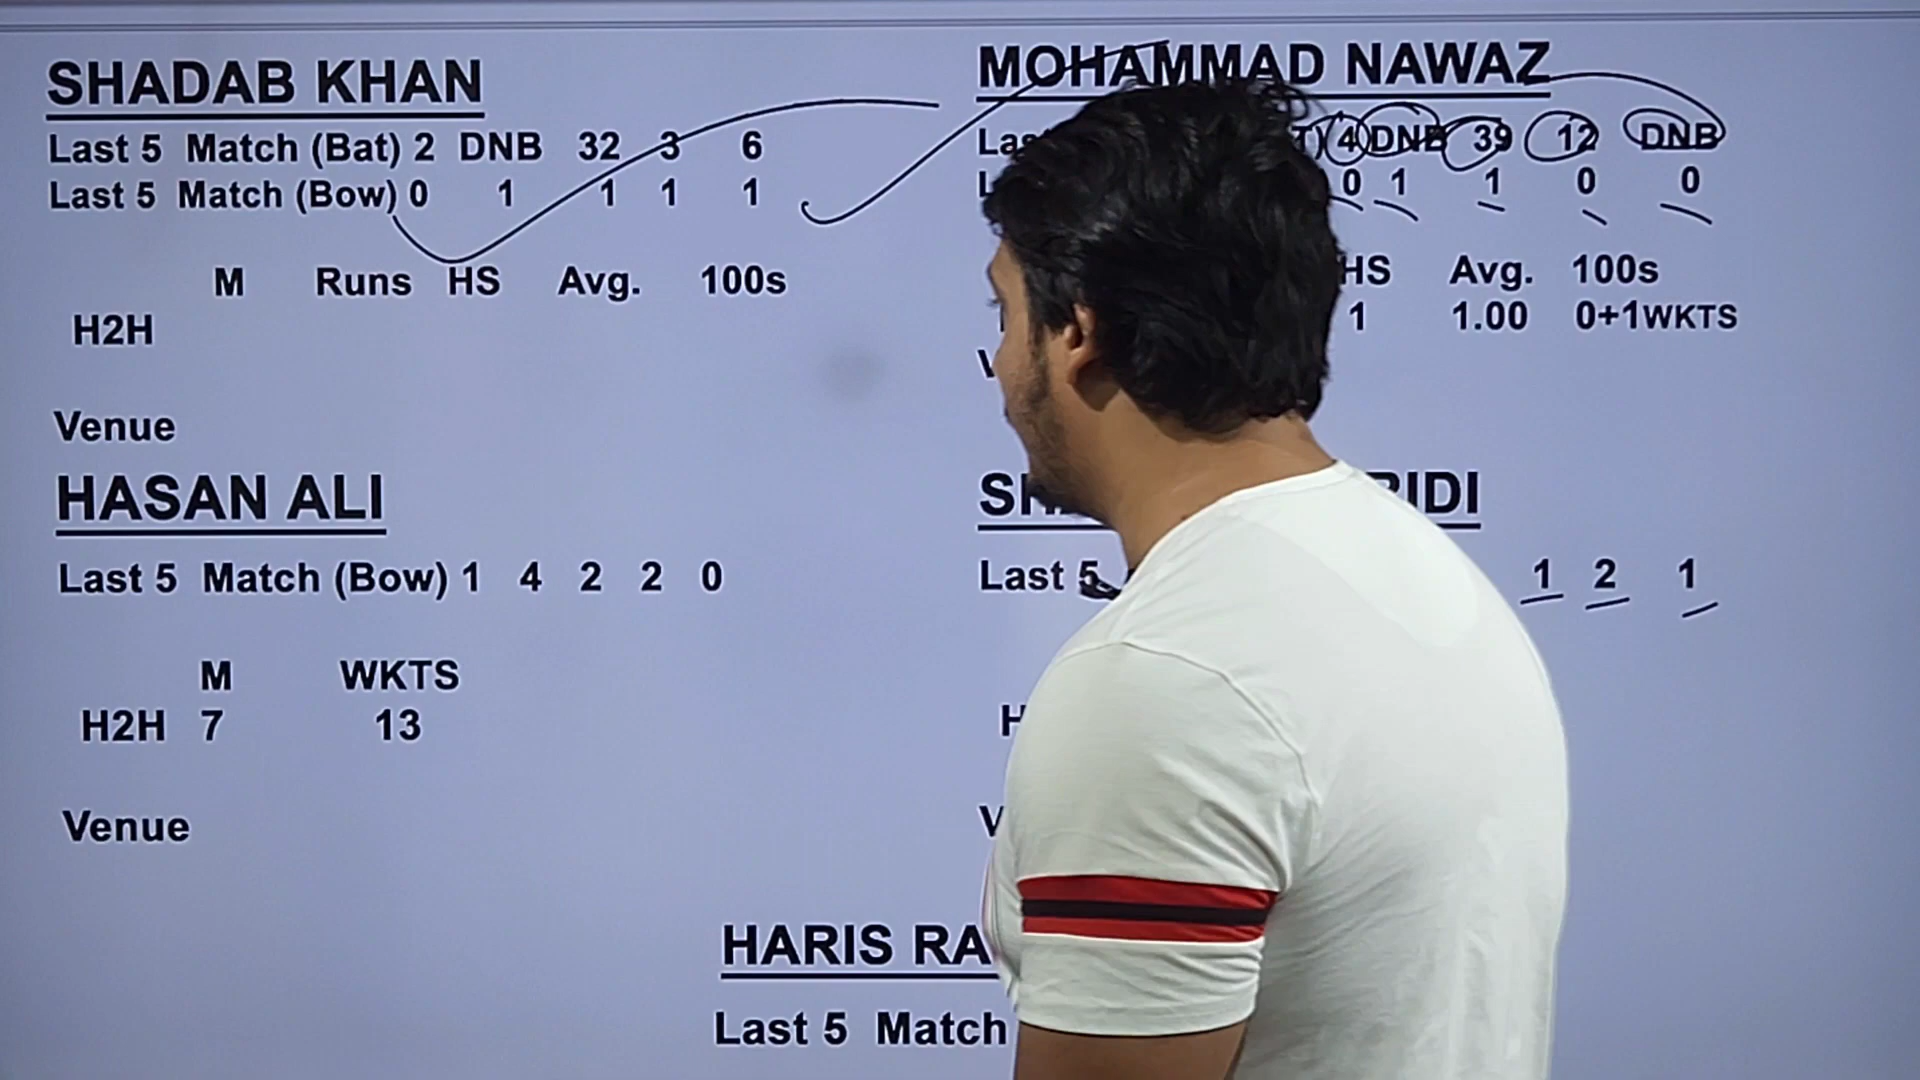 SHADAB KHAN
Last 5 Match (Bat) 2 DNB 32 3 6
Last 5 Match (Bow) 0 1 1 1 1
M Runs HS Avg. 100s
H2H
Venue
MOHAMMAD NAWAZ
4 DNB 39 12 DNB
0 1 1 0 0
HS Avg. 100s
1 1.00 0+1WKTS
HASAN ALI
Last 5 Match (Bow) 1 4 2 2 0
M WKTS
H2H 7 13
Venue
Last 5 1 2 1
HARIS
Last 5 Match